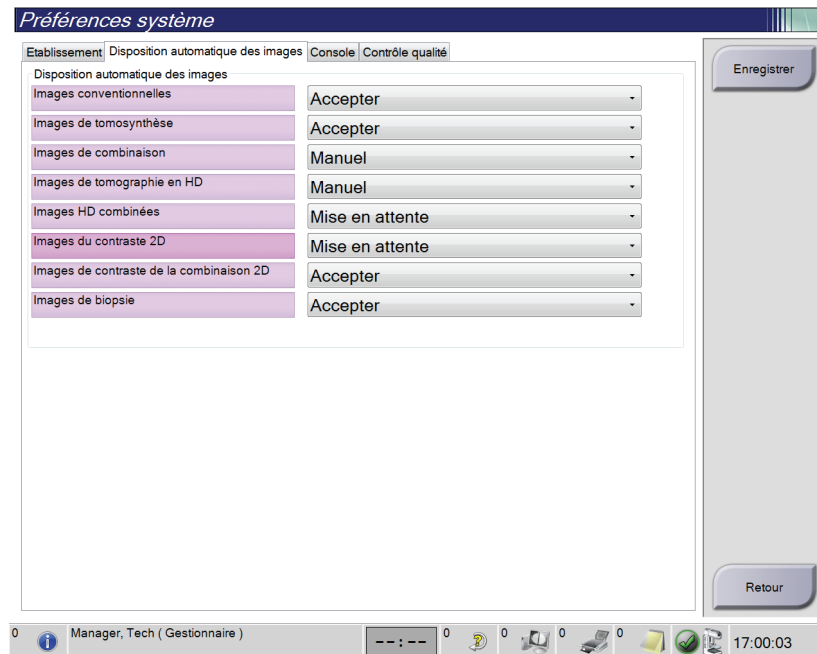 Préférences système
Etablissement Disposition automatique des images Console Contrôle qualité
Enregistrer
Disposition automatique des images
Images conventionnelles Accepter
Images de tomosynthèse Accepter
Images de combinaison Manuel
Images de tomographie en HD Manuel
Images HD combinées Mise en attente
Images du contraste 2D Mise en attente
Images de contraste de la combinaison 2D Accepter
Images de biopsie Accepter
Retour
0 Manager, Tech ( Gestionnaire ) --:-- 0 0 0 0 17:00:03